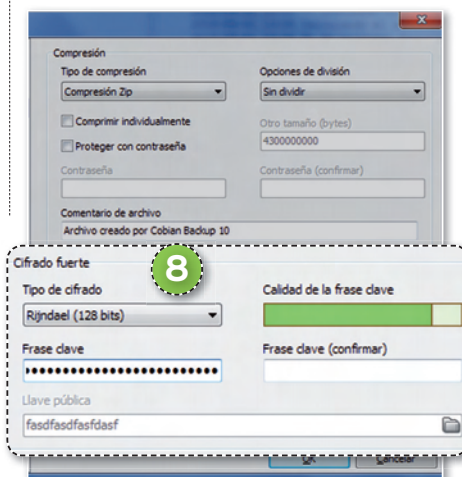 Compresión
Tipo de compresión Opciones de división
Compresión Zip Sin dividir
Comprimir individualmente Otro tamaño (bytes)
Proteger con contraseña 4300000000
Contraseña Contraseña (confirmar)
Comentario de archivo
Archivo creado por Cobian Backup 10
Cifrado fuerte 8
Tipo de cifrado Calidad de la frase clave
Rijndael (128 bits)
Frase clave Frase clave (confirmar)
Llave pública
fasdfasdfasfdasf
Cancelar